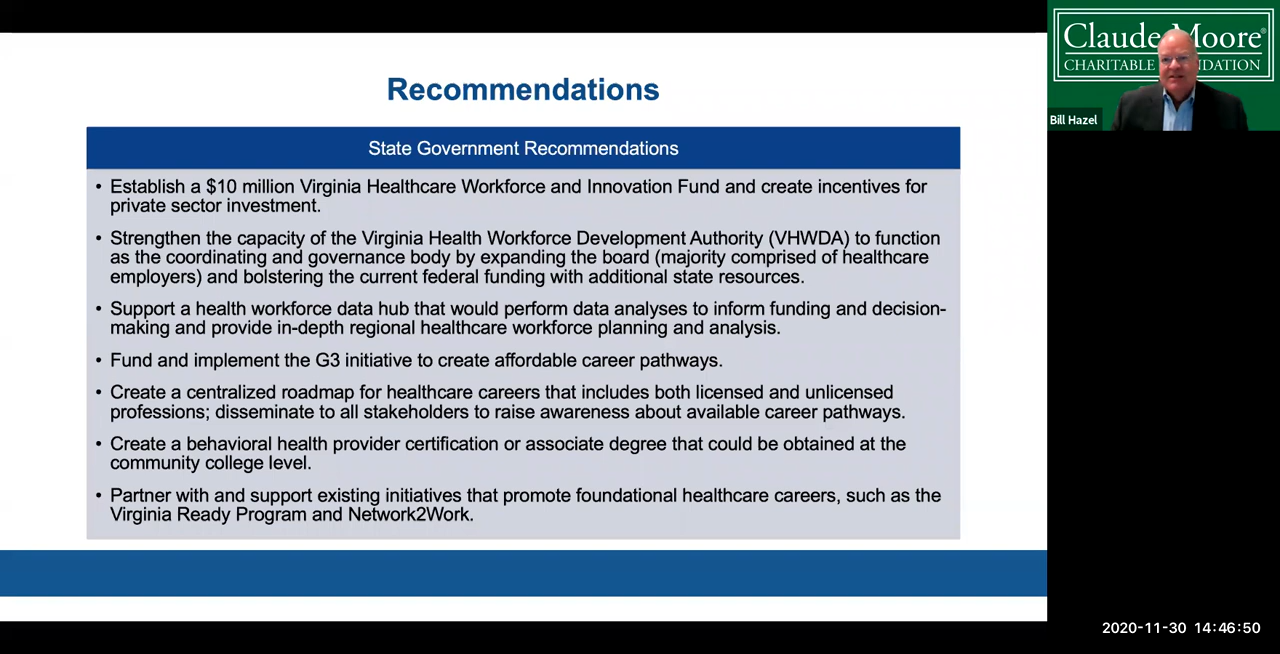 Recommendations
State Government Recommendations
• Establish a $10 million Virginia Healthcare Workforce and Innovation Fund and create incentives for
private sector investment.
• Strengthen the capacity of the Virginia Health Workforce Development Authority (VHWDA) to function
as the coordinating and governance body by expanding the board (majority comprised of healthcare
employers) and bolstering the current federal funding with additional state resources.
• Support a health workforce data hub that would perform data analyses to inform funding and decision-
making and provide in-depth regional healthcare workforce planning and analysis.
• Fund and implement the G3 initiative to create affordable career pathways.
• Create a centralized roadmap for healthcare careers that includes both licensed and unlicensed
professions; disseminate to all stakeholders to raise awareness about available career pathways.
• Create a behavioral health provider certification or associate degree that could be obtained at the
community college level.
• Partner with and support existing initiatives that promote foundational healthcare careers, such as the
Virginia Ready Program and Network2Work.
Claude Moore®
CHARITABLE
NDATION
Bill Hazel
2020-11-30 14:46:50